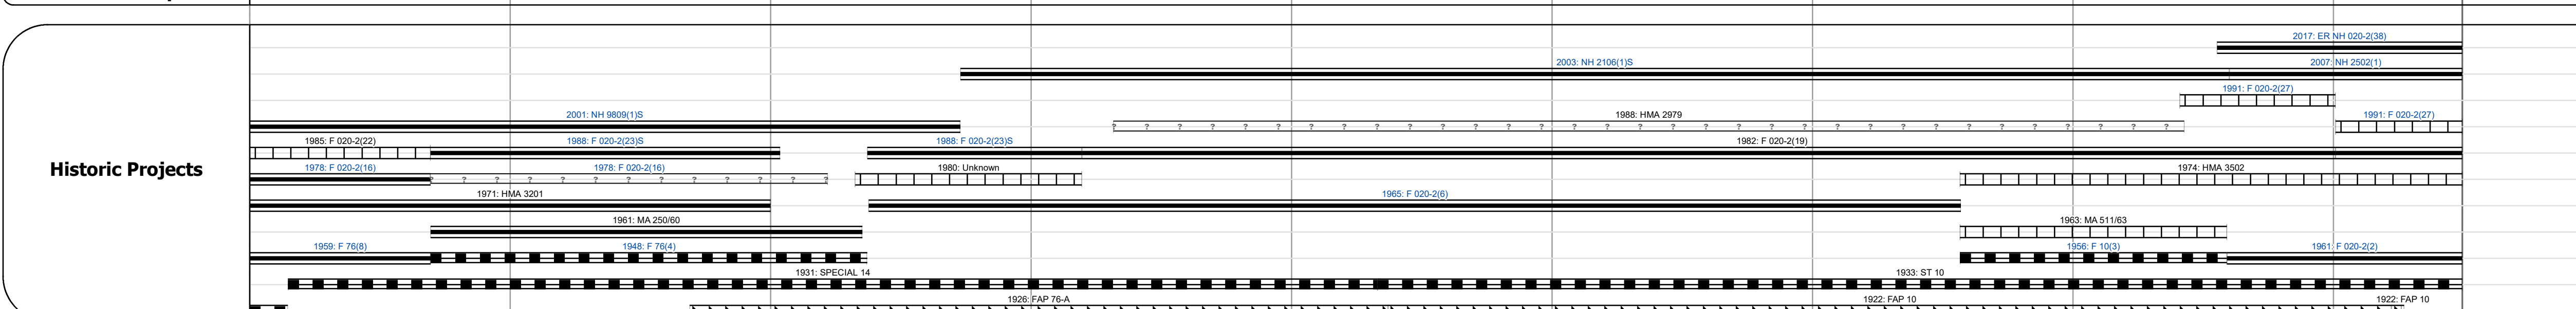 2017: ER NH 020-2(38)
2003: NH 2106(1)S 2007: NH 2502(1)
1991: F 020-2(27)
2001: NH 9809(1)S 1988: HMA 2979 1991: F 020-2(27)
1985: F 020-2(22) 1988: F 020-2(23)S 1988: F 020-2(23)S 1982: F 020-2(19)
Historic Projects
1978: F 020-2(16) 1978: F 020-2(16) 1980: Unknown 1974: HMA 3502
1971: HMA 3201 1965: F 020-2(6)
1961: MA 250/60 1963: MA 511/63
1959: F 76(8) 1948: F 76(4) 1956: F 10(3) 1961: F 020-2(2)
1931: SPECIAL 14 1933: ST 10
1926: FAP 76-A 1922: FAP 10 1922: FAP 10